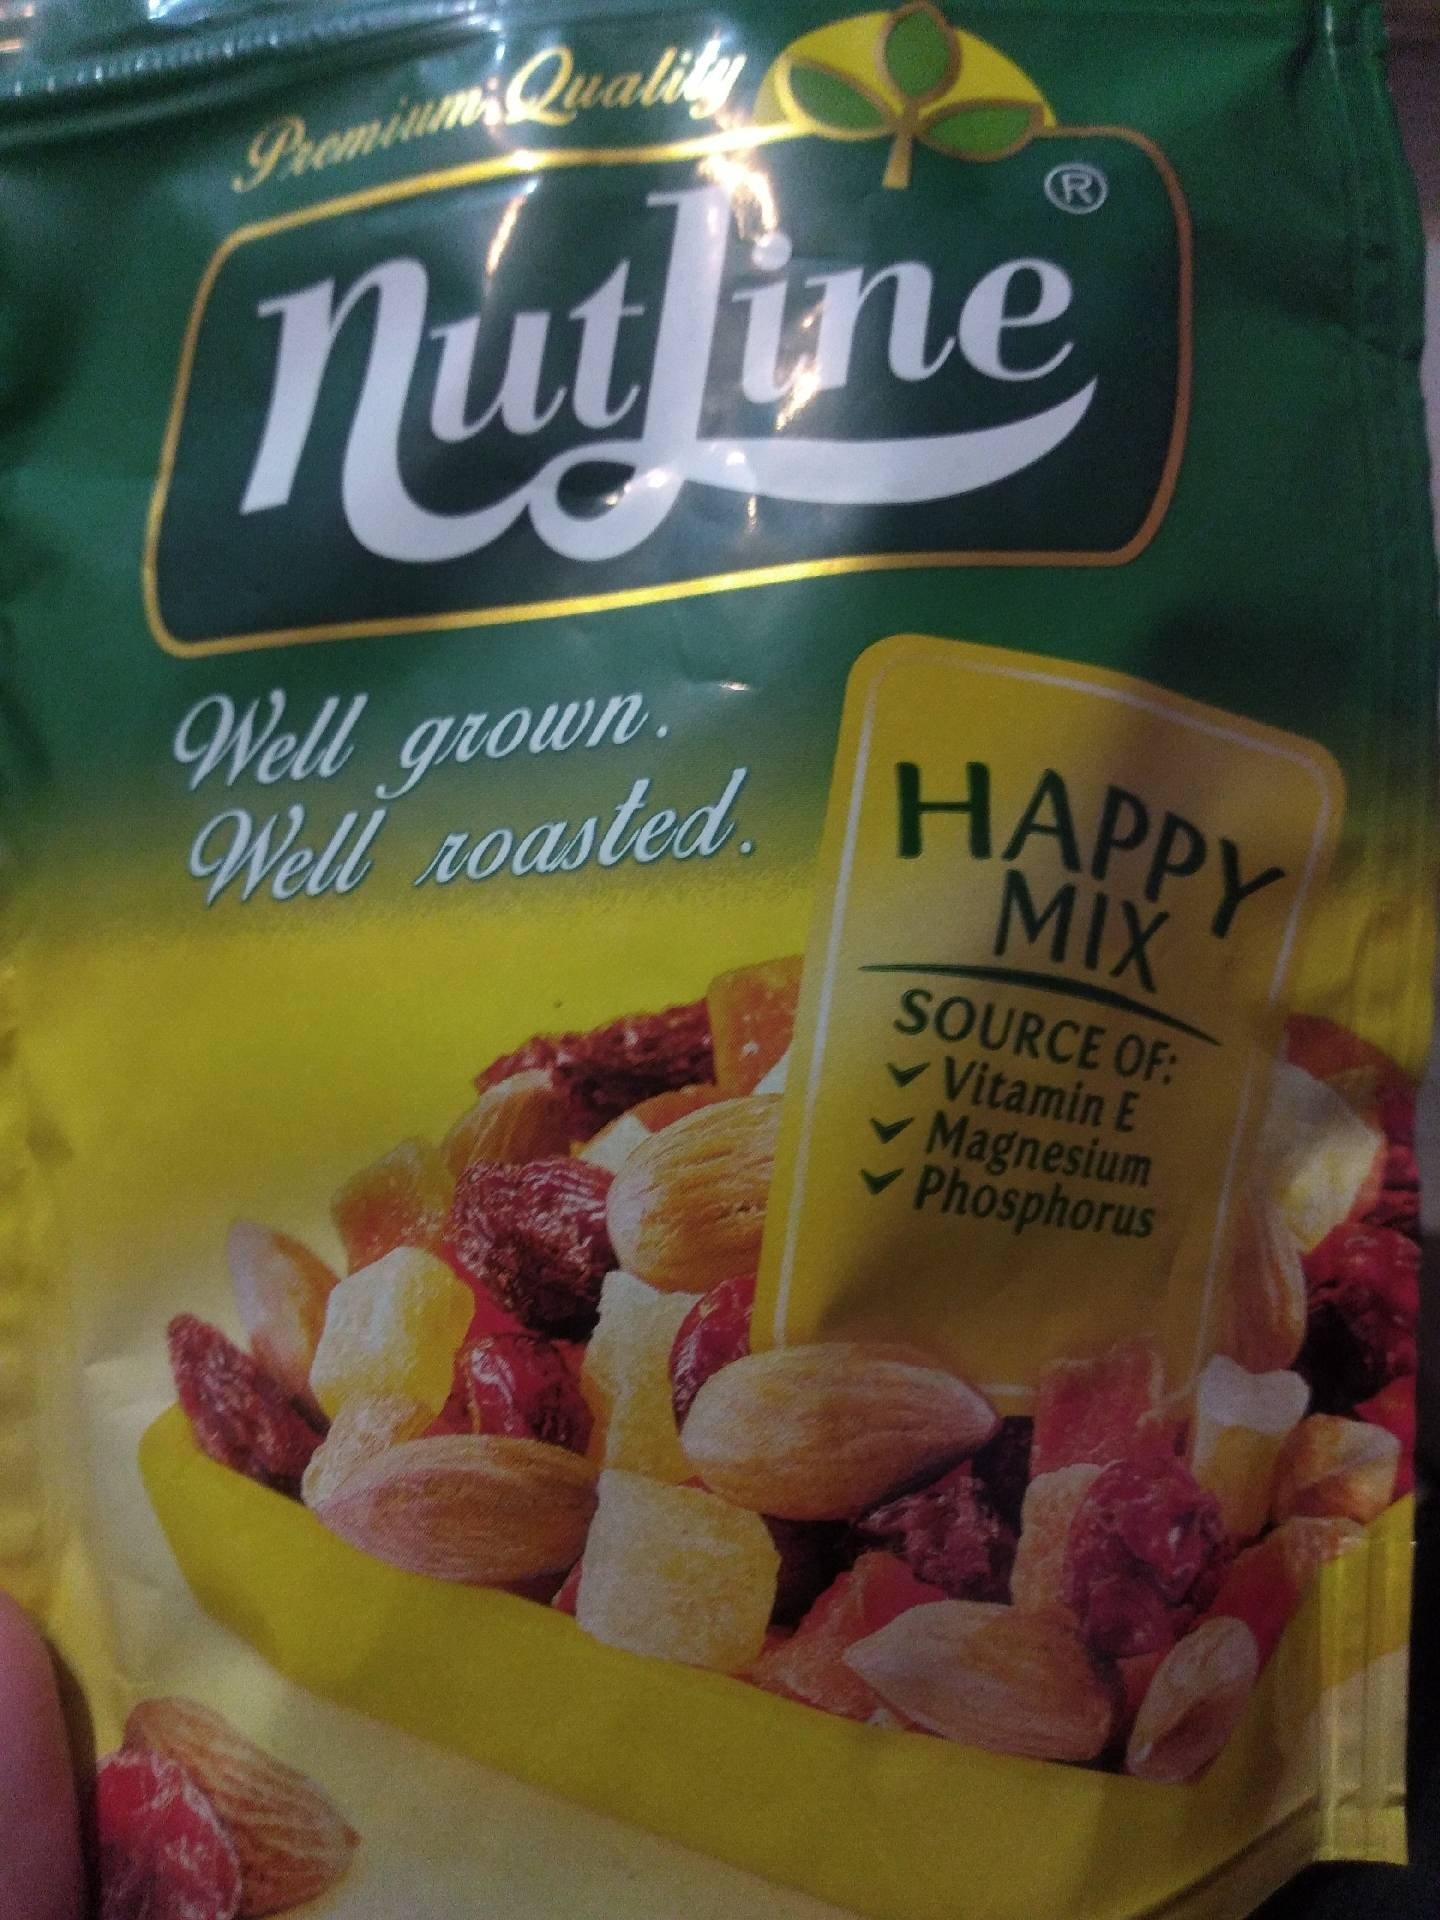 Premium Quality
nutLine
®
Well grown.
Well roasted.
HAPPY
MIX
SOURCE OF:
Vitamin E
Magnesium
Phosphorus